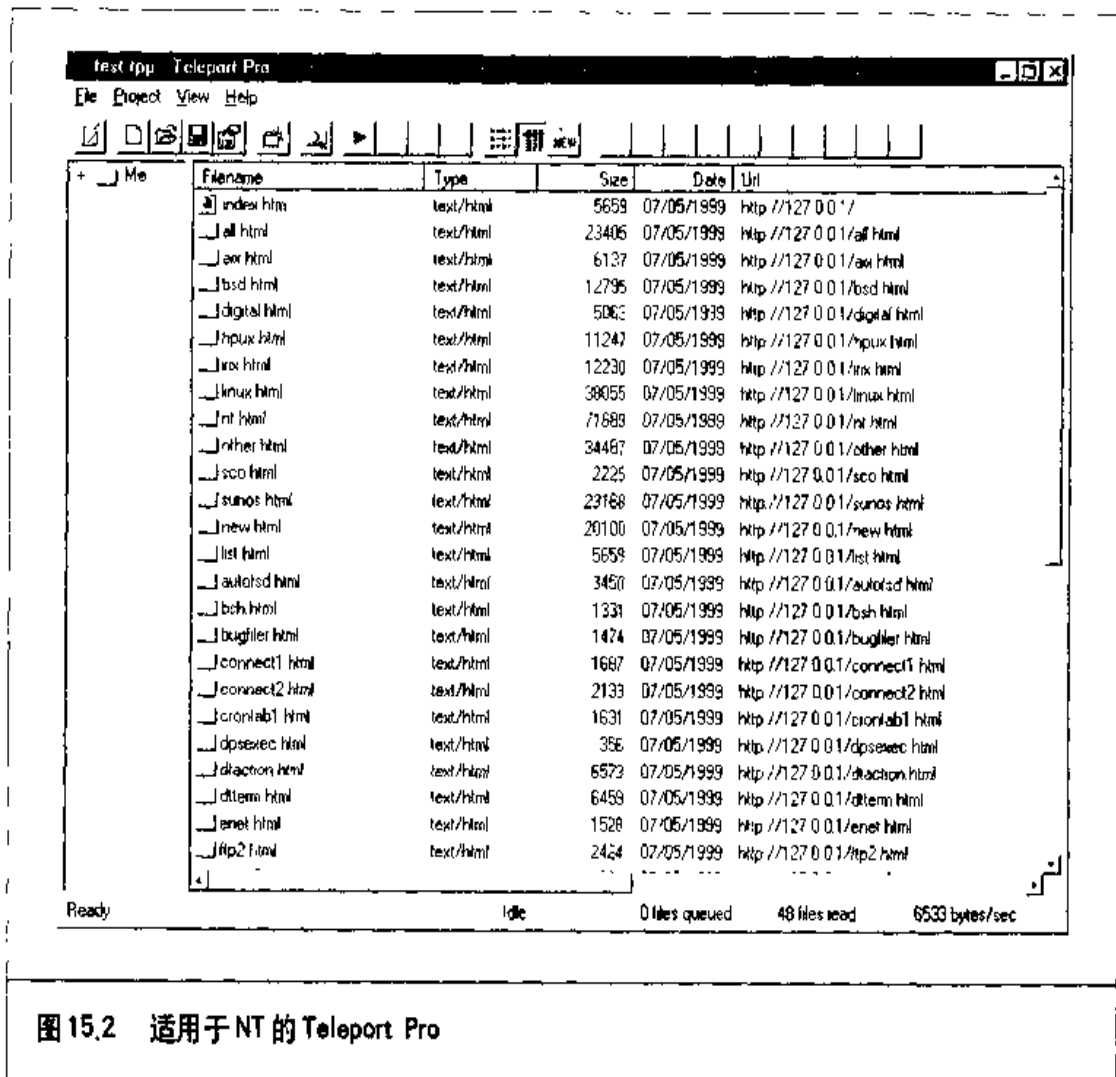 test tpp Teleport Pro
File Project View Help
NEW
+ Me
Filename Type Size Date Url
index htm text/html 5659 07/05/1999 http //127 0 0 1/
all html text/html 23406 07/05/1999 http //127 0 0 1/all html
aix html text/html 6137 07/05/1999 http //127 0 0 1/aix html
bsd html text/html 12795 07/05/1999 http //127 0 0 1/bsd html
digital html text/html 07/05/1999 http //127 0 0 1/digital html
hpux html text/html 11247 07/05/1999 http //127 0 0 1/hpux html
irix html text/html 12230 07/05/1999 http //127 0 0 1/irix html
linux html text/html 38055 07/05/1999 http //127 0 0 1/linux html
nt html text/html 71689 07/05/1999 http //127 0 0 1/nt html
other html text/html 34487 07/05/1999 http //127 0 0 1/other html
sco html text/html 2225 07/05/1999 http //127 0.0 1/sco html
sunos html text/html 23168 07/05/1999 http //127 0 0 1/sunos html
new html text/html 20100 07/05/1999 http //127 0 0.1/new html
list html text/html 5659 07/05/1999 http //127 0 0 1/list html
autofsd html text/html 07/05/1999 http //127 0 0.1/autofsd html
bsh.html text/html 1331 07/05/1999 http //127 0 0 1/bsh html
bugfiler html text/html 1474 07/05/1999 http //127 0 0.1/bugfiler html
connect1 html text/html 1687 07/05/1999 http //127 0 0.1/connect1 html
connect2 html text/html 2133 07/05/1999 http //127 0.0 1/connect2 html
crontab1 html text/html 1631 07/05/1999 http //127 0 0 1/crontab1 html
dpsexec html text/html 356 07/05/1999 http //127 0 0 1/dpsexec html
dtaction html text/html 6573 07/05/1999 http //127 0 0.1/dtaction html
dtterm html text/html 6459 07/05/1999 http //127 0 0.1/dtterm html
enet html text/html 1528 07/05/1999 http //127 0 0.1/enet html
ftp2 html text/html 07/05/1999 http //127 0 0 1/ftp2 html
Ready Idle 0 files queued 48 files read 6533 bytes/sec
图 15.2 适用于 NT 的 Teleport Pro